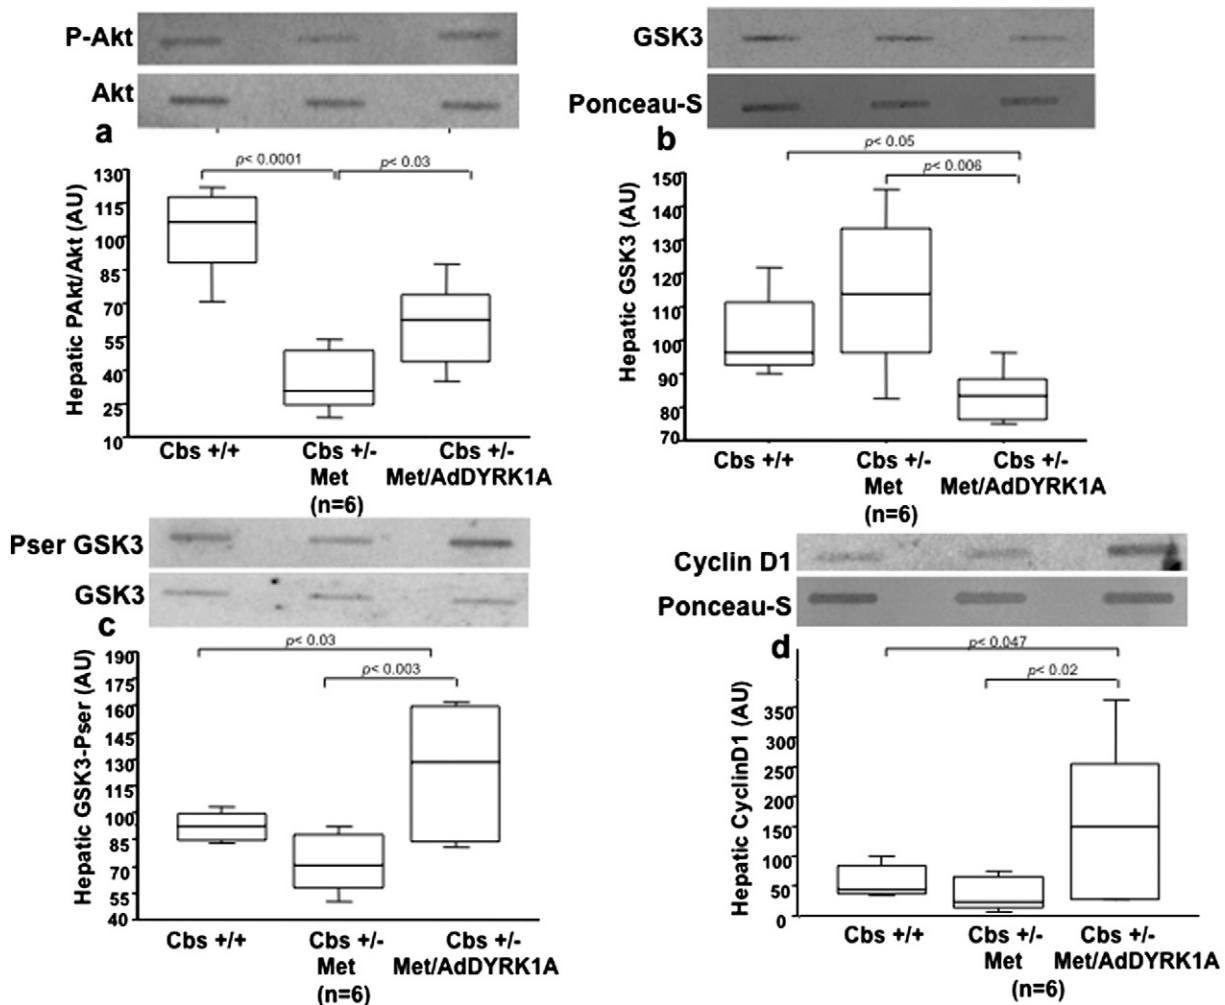 P-Akt
Akt
a
p< 0.0001
p< 0.03
Hepatic PAkt/Akt (AU)
130
115
100
85
70
55
40
25
10
Cbs +/+
Cbs +/-
Met
(n=6)
Cbs +/-
Met/AdDYRK1A
GSK3
Ponceau-S
b
p< 0.05
p< 0.006
Hepatic GSK3 (AU)
150
140
130
120
110
100
90
80
70
Cbs +/+
Cbs +/-
Met
(n=6)
Cbs +/-
Met/AdDYRK1A
Pser GSK3
GSK3
c
p< 0.03
p< 0.003
Hepatic GSK3-Pser (AU)
190
175
160
145
130
100
85
70
55
40
Cbs +/+
Cbs +/-
Met
(n=6)
Cbs +/-
Met/AdDYRK1A
Cyclin D1
Ponceau-S
d
p< 0.047
p< 0.02
Hepatic CyclinD1 (AU)
350
300
250
200
150
100
50
0
Cbs +/+
Cbs +/-
Met
(n=6)
Cbs +/-
Met/AdDYRK1A